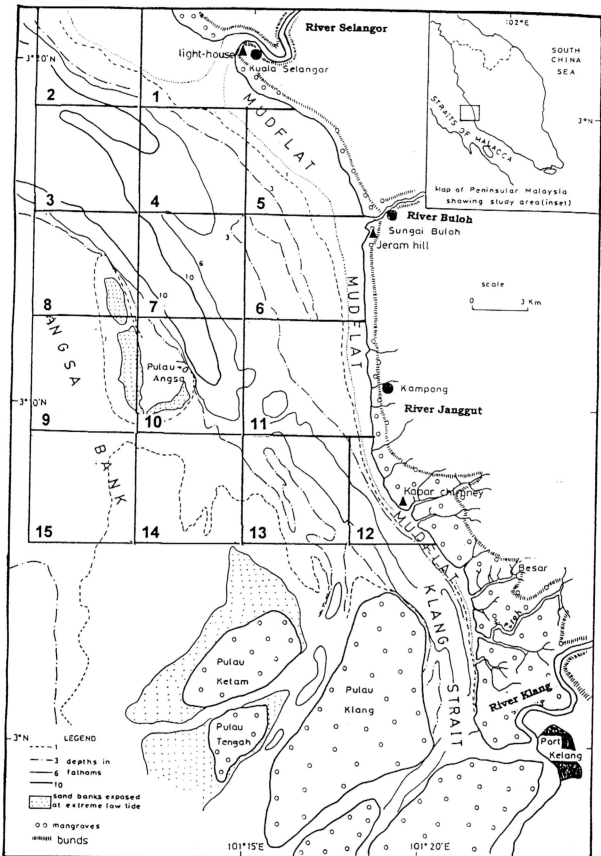 River Selangor
light-house
Kuala Selangor
3°20'N
02°E
SOUTH
CHINA
SEA
3°N
STRAITS OF MALACCA
Map of Peninsular Malaysia
showing study area(inset)
2
1
MUDFLAT
3
4
5
River Buloh
Sungai Buloh
Jeram hill
3
6
10
scale
0 3 Km
MUDFLAT
8
7
10
6
ANGSA
BANK
Pulau
Angsa
Kampong
River Janggut
9
10
11
Kapar chimney
15
14
13
12
MUDFLAT
Besar
KLANG
STRAIT
Pulau
Ketam
Pulau
Klang
River Klang
Pulau
Tengah
3°N
Port
Kelang
LEGEND
1
3 depths in
6 fathoms
10
sand banks exposed
at extreme low tide
mangroves
bunds
101°15'E
101°20'E